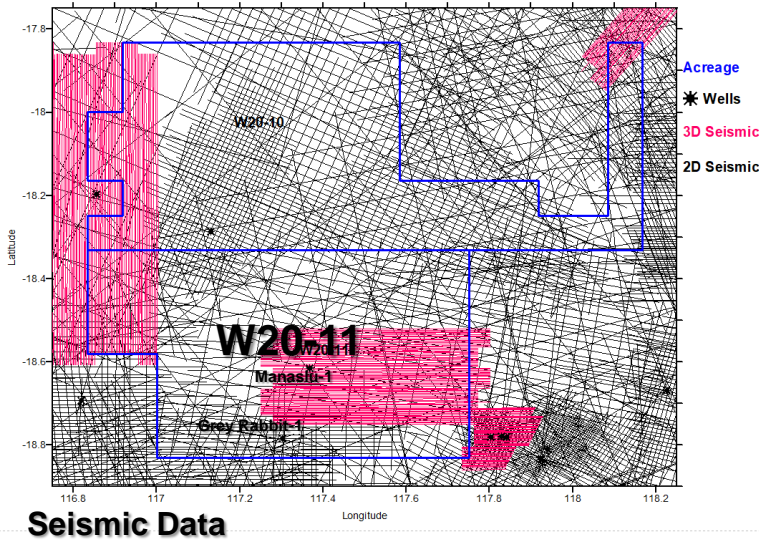 -17.8
-18
-18.2
-18.4
-18.6
-18.8
Latitude
W20-10
W20-11
W20-11
Manaslu-1
Grey Rabbit-1
116.8
117
117.2
117.4
117.6
117.8
118
118.2
Longitude
Acreage
Wells
3D Seismic
2D Seismic
Seismic Data